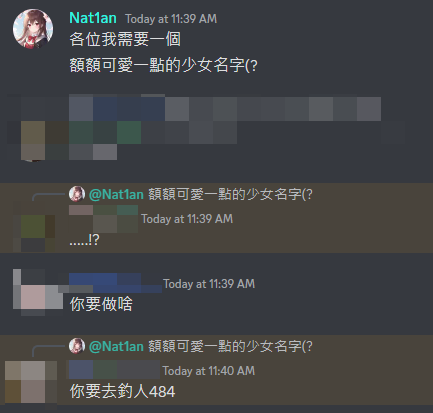 Nat1an Today at 11:39 AM
各位我需要一個
額額可愛一點的少女名字(?
@Nat1an 額額可愛一點的少女名字(?
Today at 11:39 AM
.....!?
Today at 11:39 AM
你要做啥
@Nat1an 額額可愛一點的少女名字(?
Today at 11:40 AM
你要去釣人484